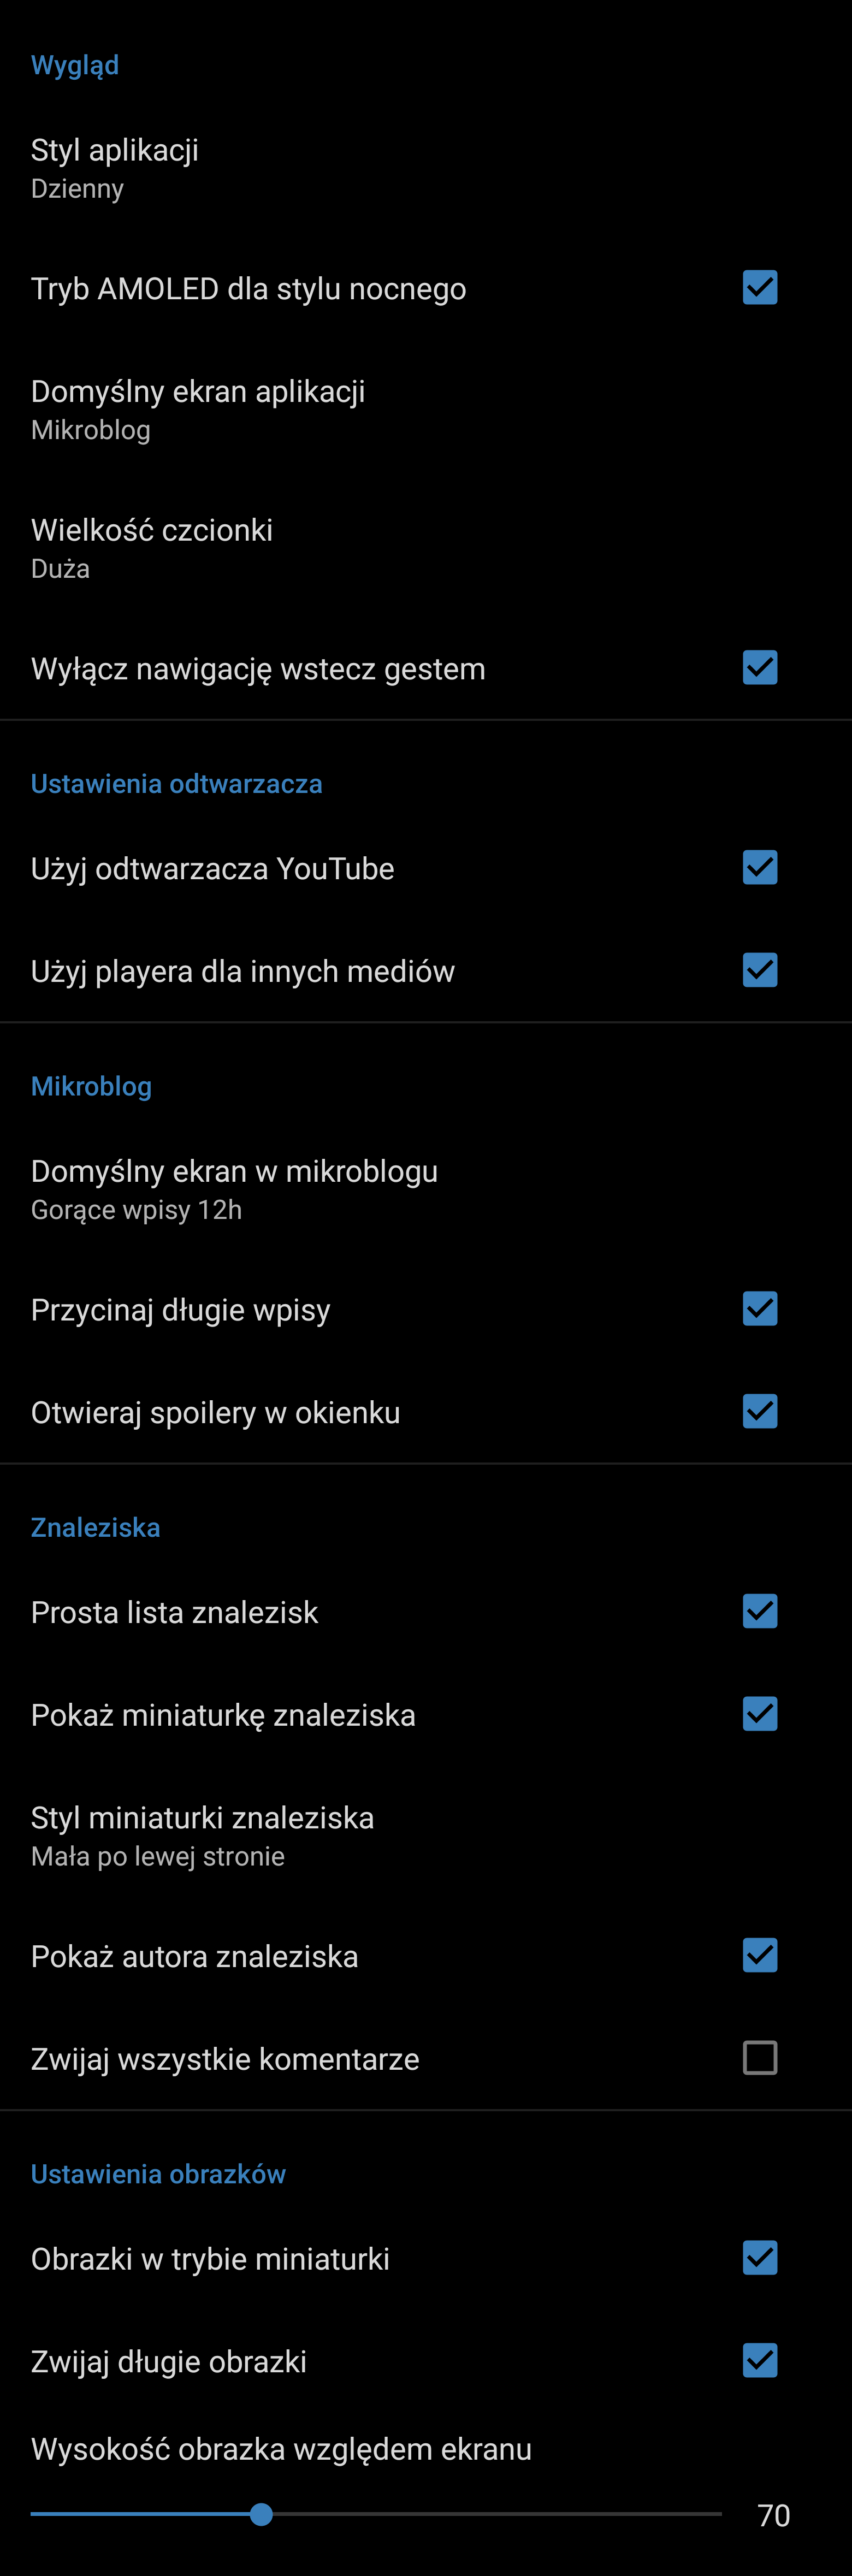 Wygląd
Styl aplikacji
Dzienny
Tryb AMOLED dla stylu nocnego
Domyślny ekran aplikacji
Mikroblog
Wielkość czcionki
Duża
Wyłącz nawigację wstecz gestem
Ustawienia odtwarzacza
Użyj odtwarzacza YouTube
Użyj playera dla innych mediów
Mikroblog
Domyślny ekran w mikroblogu
Gorące wpisy 12h
Przycinaj długie wpisy
Otwieraj spoilery w okienku
Znaleziska
Prosta lista znalezisk
Pokaż miniaturkę znaleziska
Styl miniaturki znaleziska
Mała po lewej stronie
Pokaż autora znaleziska
Zwijaj wszystkie komentarze
Ustawienia obrazków
Obrazki w trybie miniaturki
Zwijaj długie obrazki
Wysokość obrazka względem ekranu
70